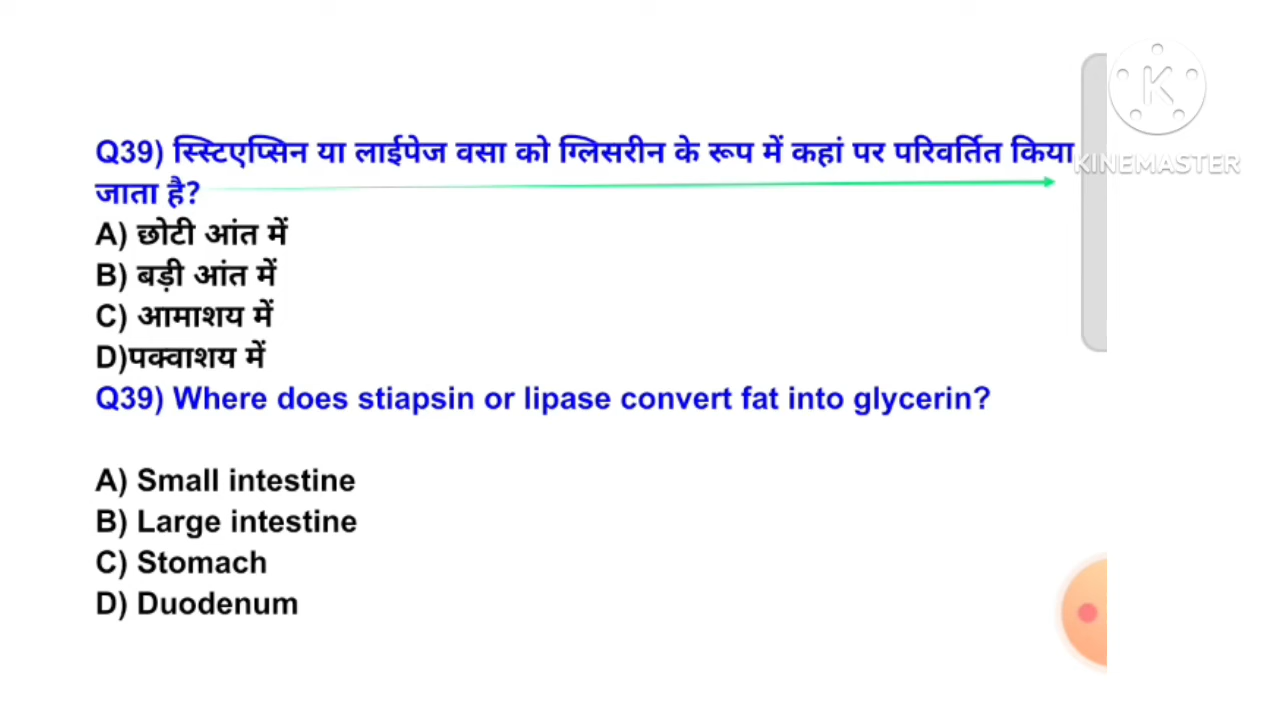 Q39) स्स्टिएप्सिन या लाईपेज वसा को ग्लिसरीन के रूप में कहां पर परिवर्तित किया
जाता है?
A) छोटी आंत में
B) बड़ी आंत में
C) आमाशय में
D)पक्वाशय में
Q39) Where does stiapsin or lipase convert fat into glycerin?
A) Small intestine
B) Large intestine
C) Stomach
D) Duodenum
K
KINEMASTER